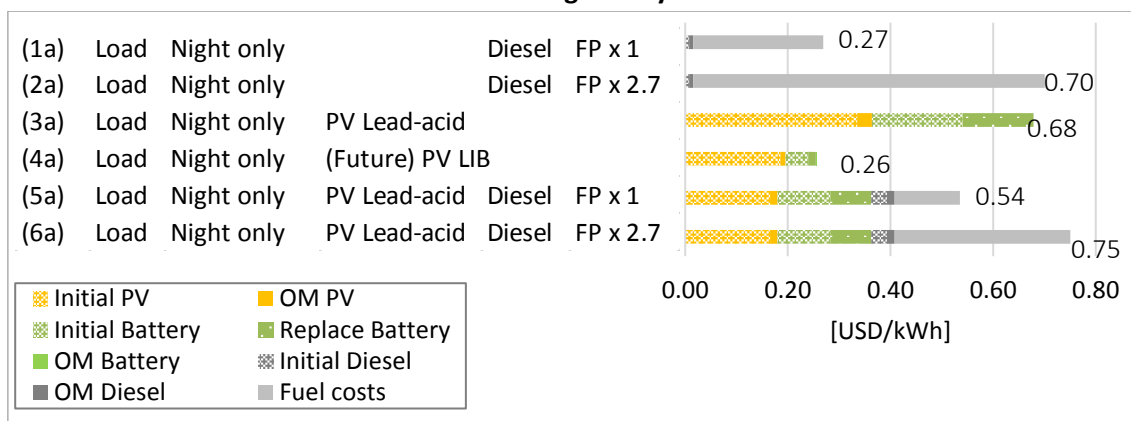 (1a) Load Night only Diesel FP x 1 0.27
(2a) Load Night only Diesel FP x 2.7 0.70
(3a) Load Night only PV Lead-acid 0.68
(4a) Load Night only (Future) PV LIB 0.26
(5a) Load Night only PV Lead-acid Diesel FP x 1 0.54
(6a) Load Night only PV Lead-acid Diesel FP x 2.7 0.75
0.00 0.20 0.40 0.60 0.80
[USD/kWh]
Initial PV OM PV
Initial Battery Replace Battery
OM Battery Initial Diesel
OM Diesel Fuel costs